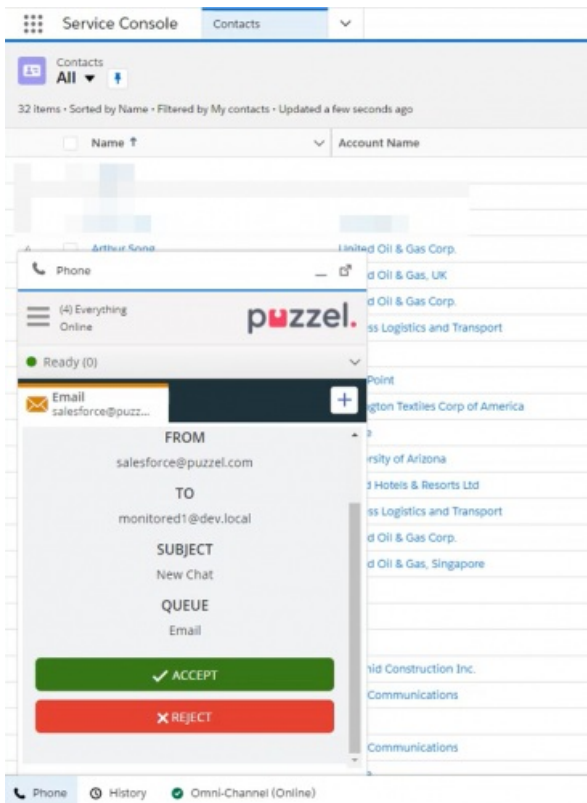 Service Console
Contacts
Contacts
All
32 items • Sorted by Name • Filtered by My contacts • Updated a few seconds ago
Name ↑
Account Name
Arthur Song
United Oil & Gas Corp.
Phone
d Oil & Gas, UK
(4) Everything
Online
puzzel.
d Oil & Gas Corp.
ss Logistics and Transport
Ready (0)
Point
Email
salesforce@puzz...
+
gton Textiles Corp of America
FROM
salesforce@puzzel.com
rsity of Arizona
TO
d Hotels & Resorts Ltd
monitored1@dev.local
ss Logistics and Transport
d Oil & Gas Corp.
SUBJECT
d Oil & Gas, Singapore
New Chat
QUEUE
Email
✓ ACCEPT
nid Construction Inc.
Communications
✕ REJECT
Communications
Phone
History
Omni-Channel (Online)